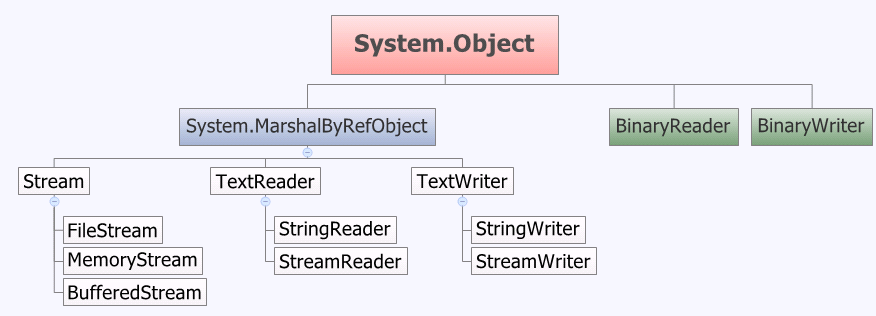 System.Object
System.MarshalByRefObject
BinaryReader
BinaryWriter
Stream
TextReader
TextWriter
FileStream
MemoryStream
BufferedStream
StringReader
StreamReader
StringWriter
StreamWriter